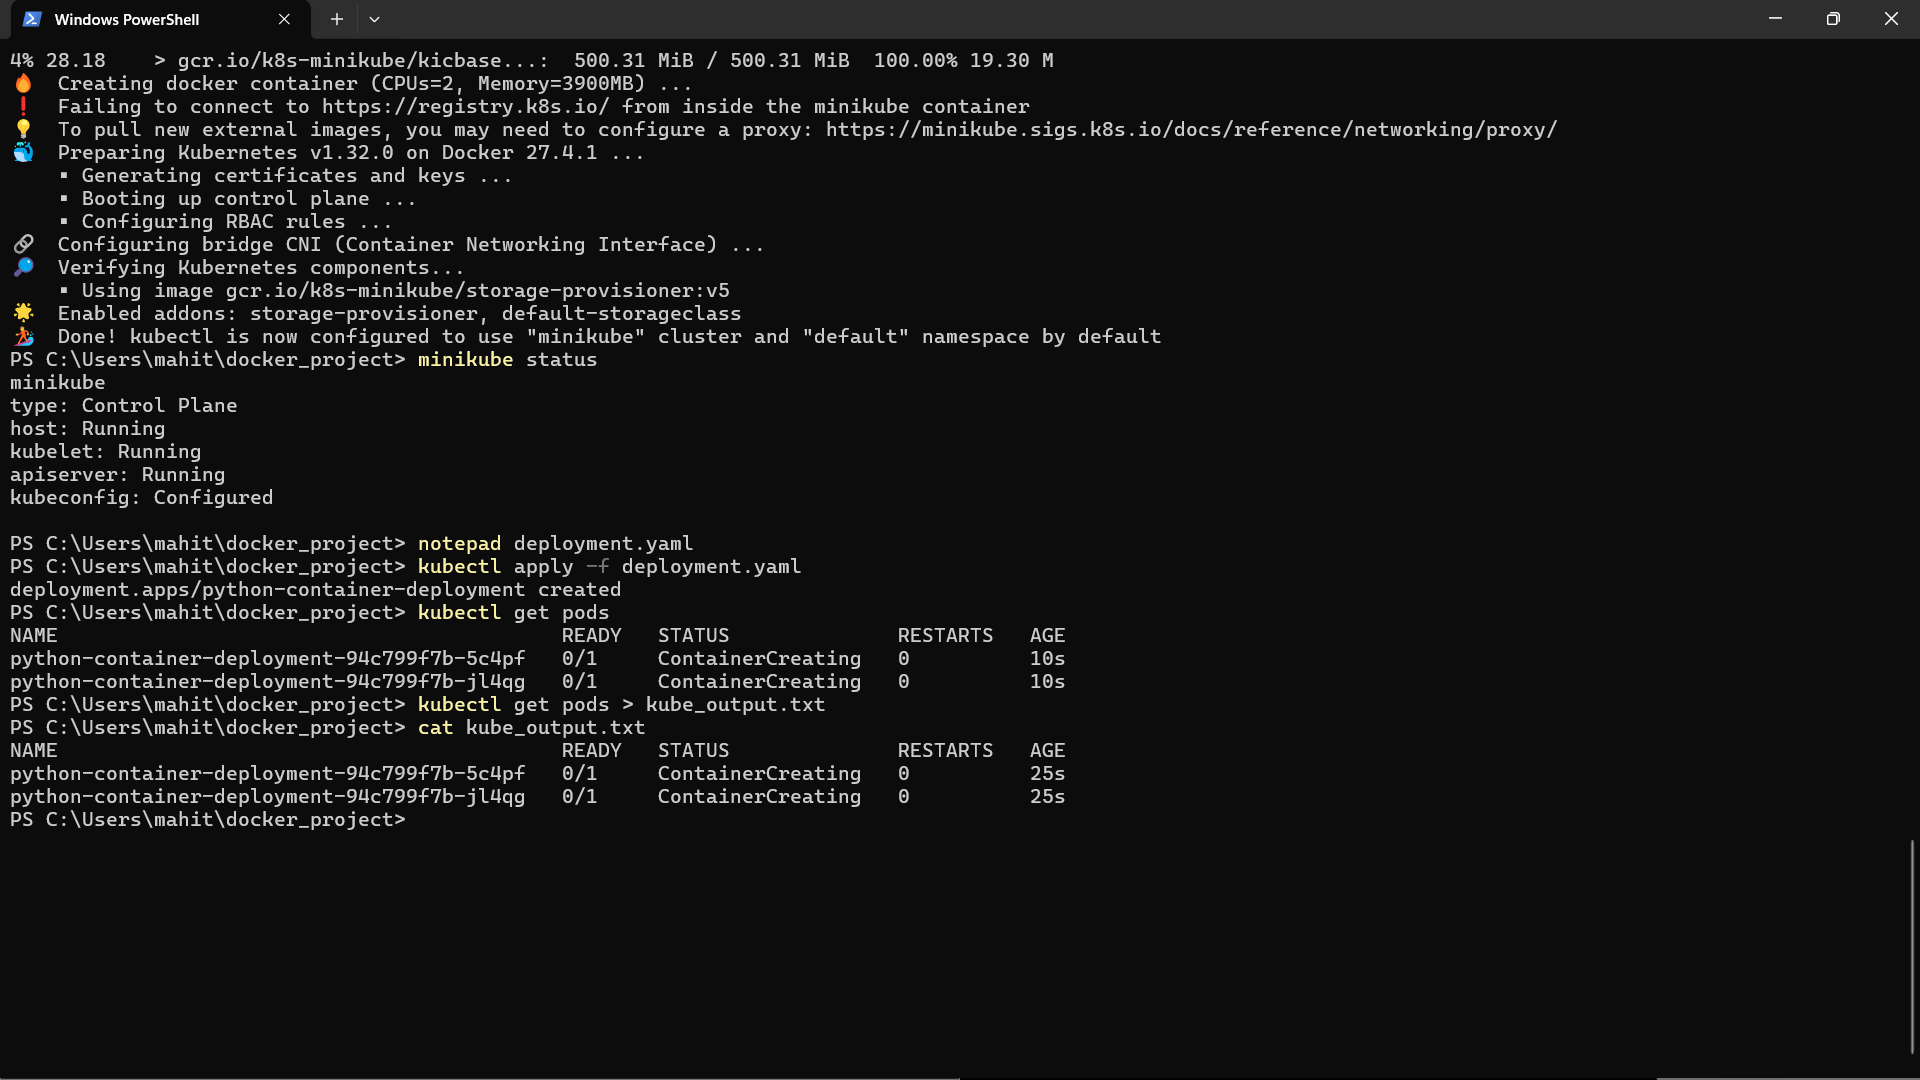 Windows PowerShell
4% 28.18    > gcr.io/k8s-minikube/kicbase...:  500.31 MiB / 500.31 MiB  100.00% 19.30 M
Creating docker container (CPUs=2, Memory=3900MB) ...
Failing to connect to https://registry.k8s.io/ from inside the minikube container
To pull new external images, you may need to configure a proxy: https://minikube.sigs.k8s.io/docs/reference/networking/proxy/
Preparing Kubernetes v1.32.0 on Docker 27.4.1 ...
▪ Generating certificates and keys ...
▪ Booting up control plane ...
▪ Configuring RBAC rules ...
Configuring bridge CNI (Container Networking Interface) ...
Verifying Kubernetes components...
▪ Using image gcr.io/k8s-minikube/storage-provisioner:v5
Enabled addons: storage-provisioner, default-storageclass
Done! kubectl is now configured to use "minikube" cluster and "default" namespace by default
PS C:\Users\mahit\docker_project> minikube status
minikube
type: Control Plane
host: Running
kubelet: Running
apiserver: Running
kubeconfig: Configured
PS C:\Users\mahit\docker_project> notepad deployment.yaml
PS C:\Users\mahit\docker_project> kubectl apply -f deployment.yaml
deployment.apps/python-container-deployment created
PS C:\Users\mahit\docker_project> kubectl get pods
NAME                                          READY   STATUS              RESTARTS   AGE
python-container-deployment-94c799f7b-5c4pf   0/1     ContainerCreating   0          10s
python-container-deployment-94c799f7b-jl4qg   0/1     ContainerCreating   0          10s
PS C:\Users\mahit\docker_project> kubectl get pods > kube_output.txt
PS C:\Users\mahit\docker_project> cat kube_output.txt
NAME                                          READY   STATUS              RESTARTS   AGE
python-container-deployment-94c799f7b-5c4pf   0/1     ContainerCreating   0          25s
python-container-deployment-94c799f7b-jl4qg   0/1     ContainerCreating   0          25s
PS C:\Users\mahit\docker_project>